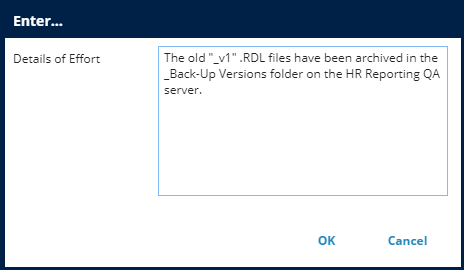 Enter...
Details of Effort
The old "_v1" .RDL files have been archived in the
_Back-Up Versions folder on the HR Reporting QA
server.
OK
Cancel